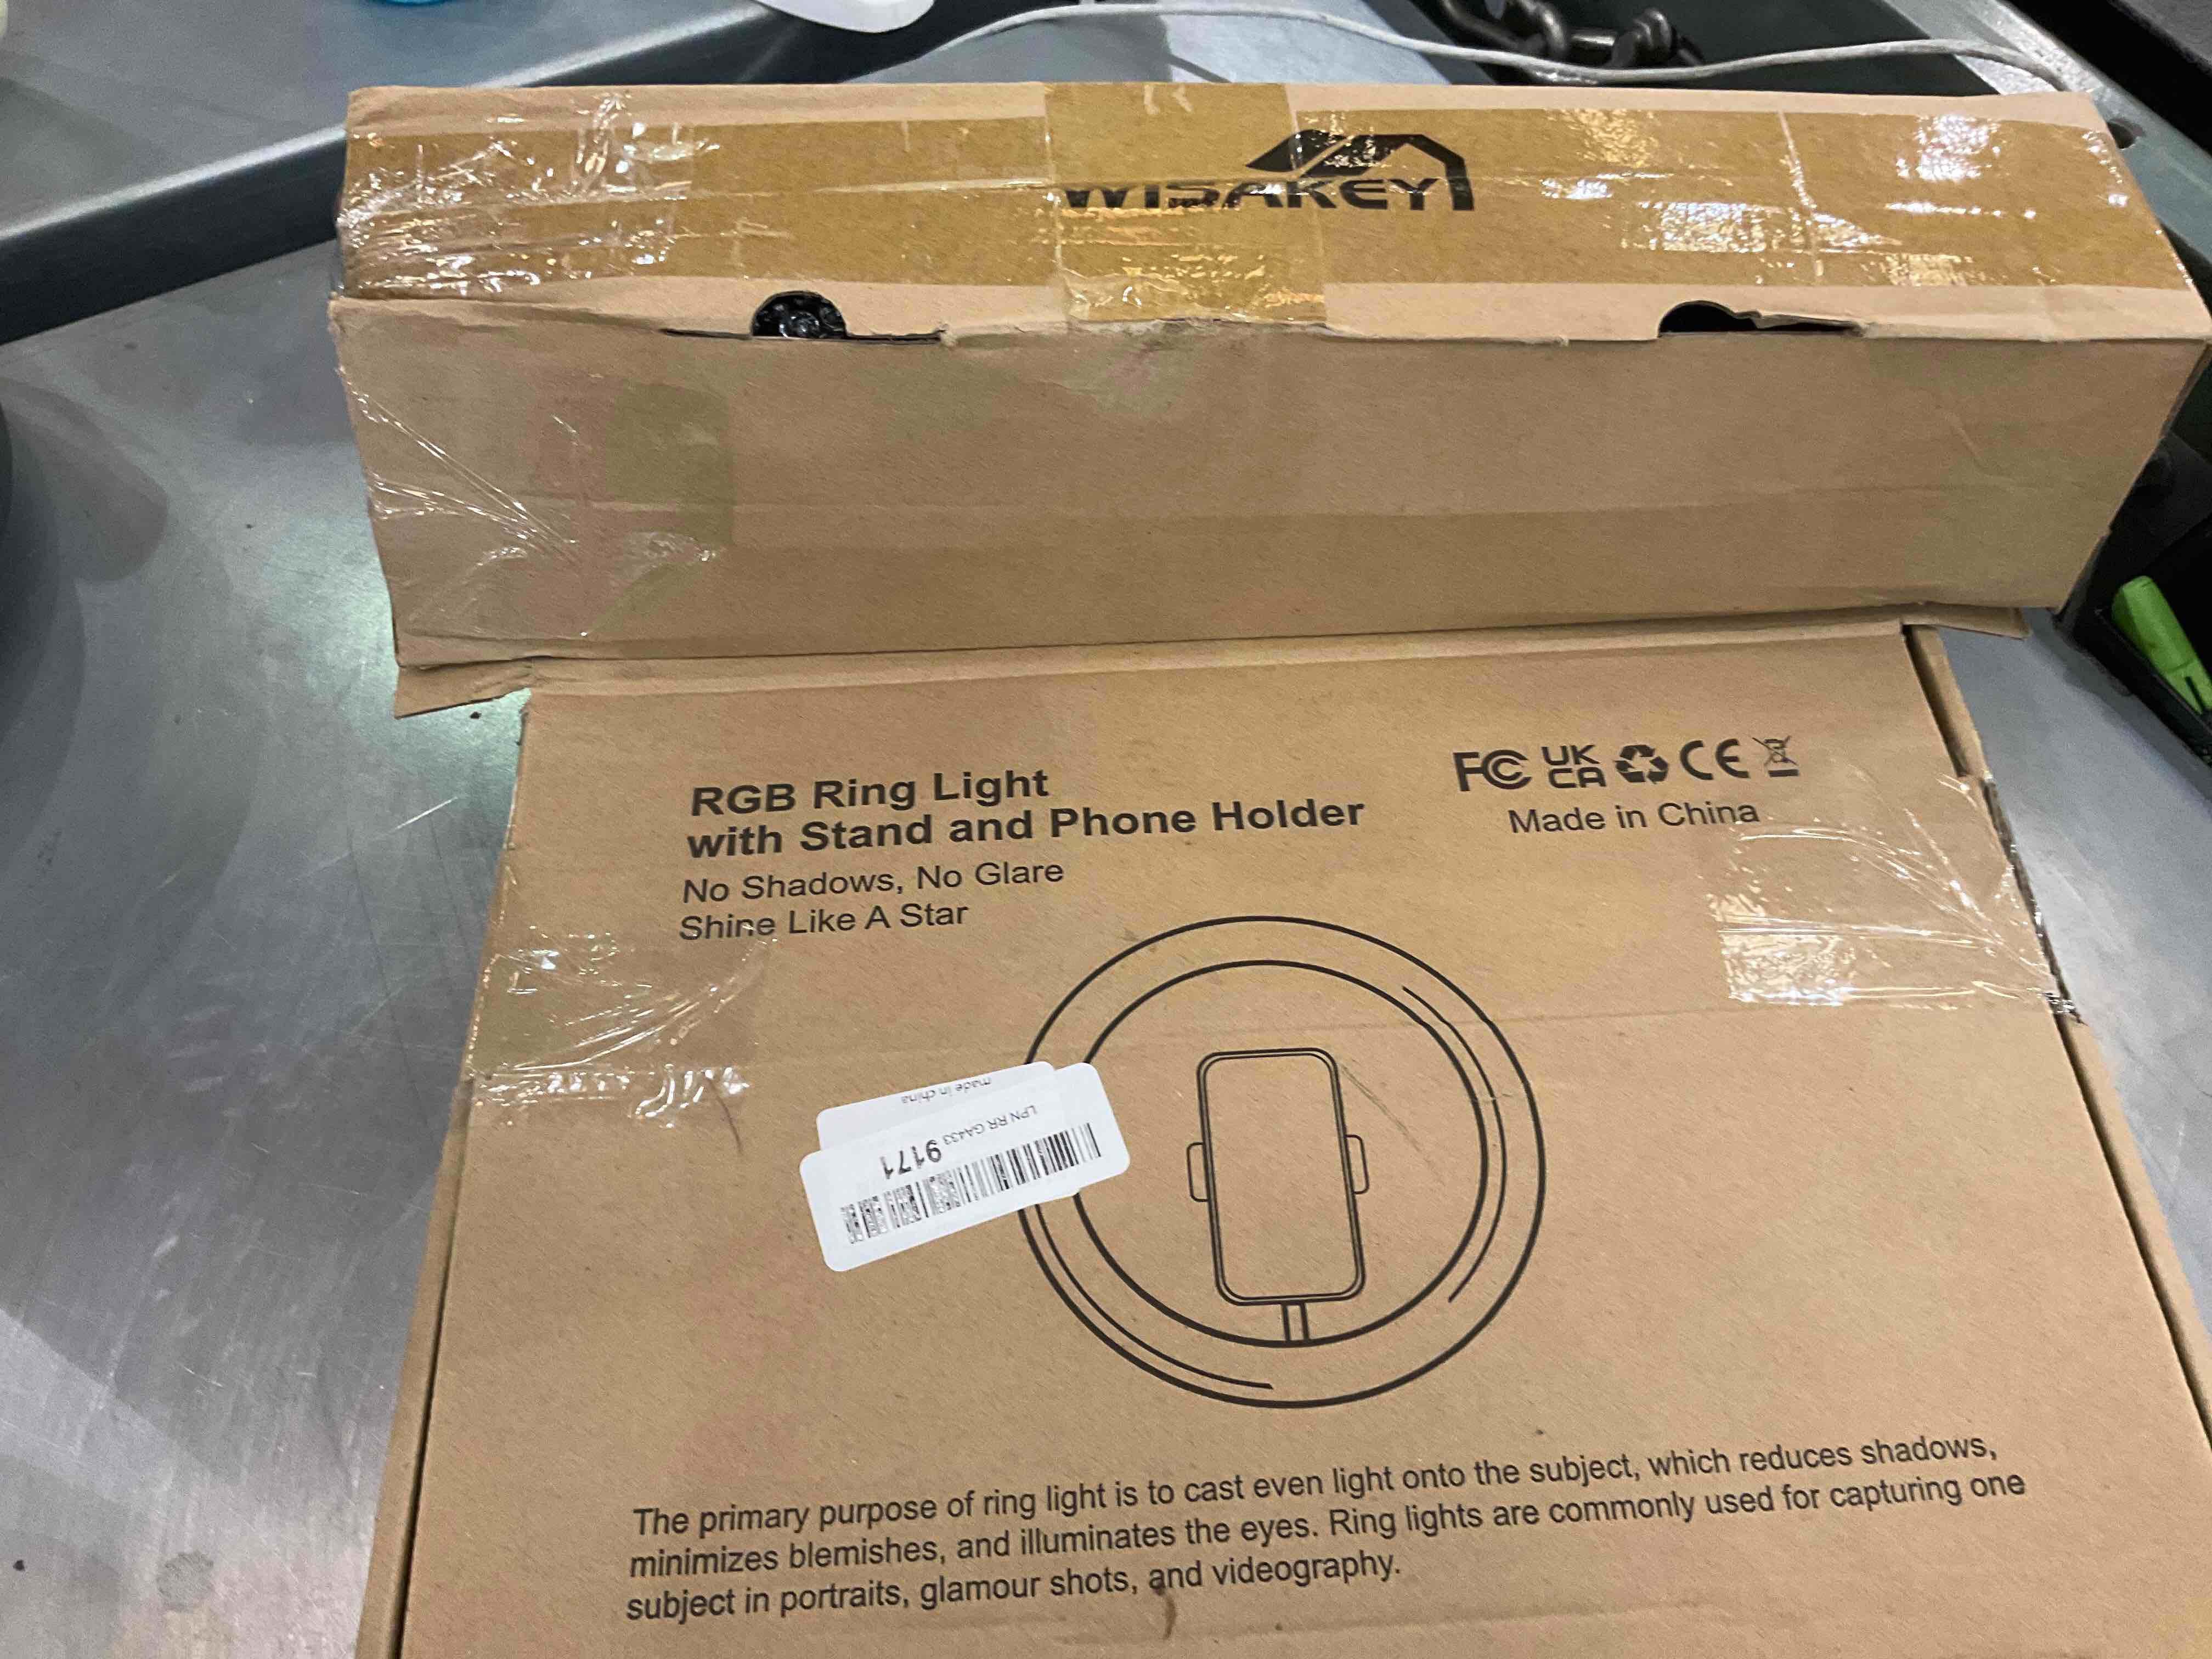 WISAKEY
RGB Ring Light
with Stand and Phone Holder
No Shadows, No Glare
Shine Like A Star
FC UK CA CE
Made in China
made in china
LPN RR GA433 9171
The primary purpose of ring light is to cast even light onto the subject, which reduces shadows,
minimizes blemishes, and illuminates the eyes. Ring lights are commonly used for capturing one
subject in portraits, glamour shots, and videography.